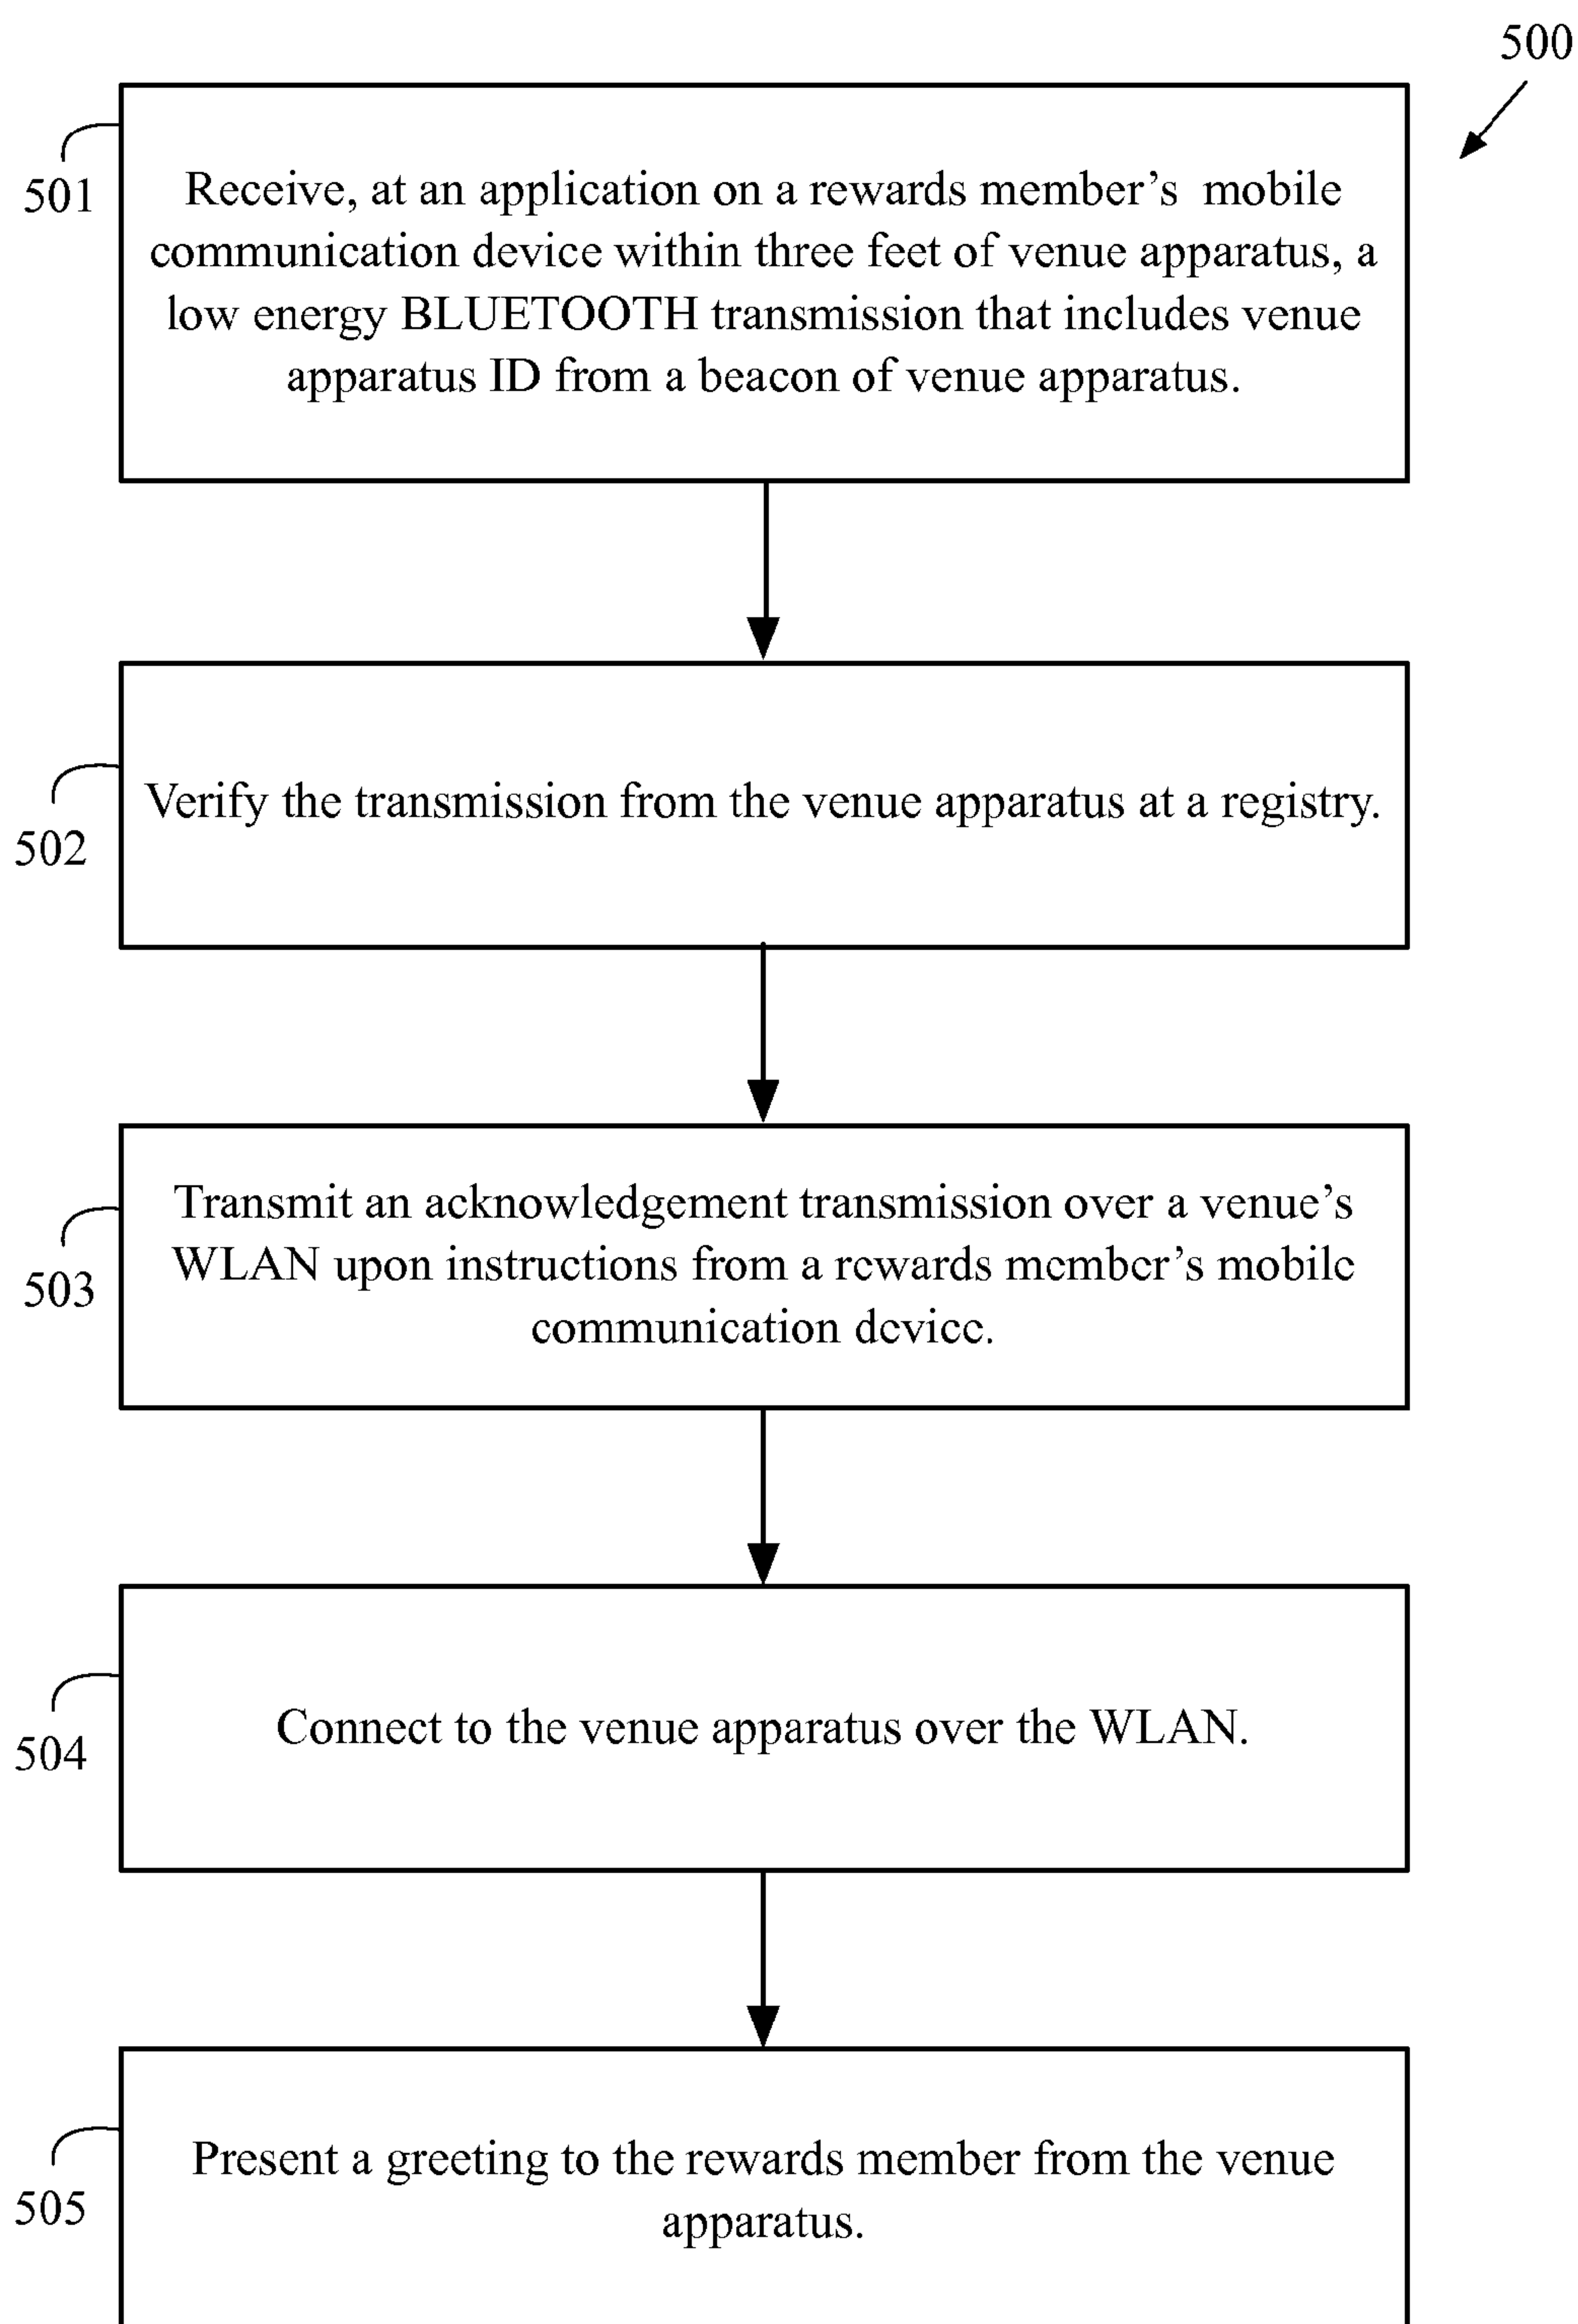 500
501
Receive, at an application on a rewards member’s mobile
communication device within three feet of venue apparatus, a
low energy BLUETOOTH transmission that includes venue
apparatus ID from a beacon of venue apparatus.
502
Verify the transmission from the venue apparatus at a registry.
503
Transmit an acknowledgement transmission over a venue’s
WLAN upon instructions from a rewards member’s mobile
communication device.
504
Connect to the venue apparatus over the WLAN.
505
Present a greeting to the rewards member from the venue
apparatus.